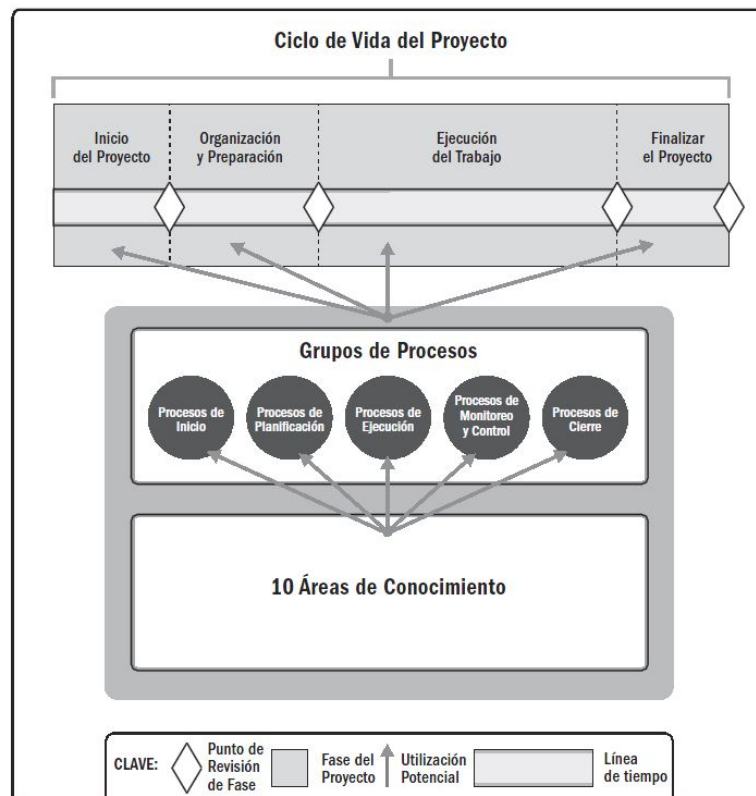 Ciclo de Vida del Proyecto
Inicio
del Proyecto
Organización
y Preparación
Ejecución
del Trabajo
Finalizar
el Proyecto
Grupos de Procesos
Procesos de
Inicio
Procesos de
Planificación
Procesos de
Ejecución
Procesos de
Monitoreo
y Control
Procesos de
Cierre
10 Áreas de Conocimiento
CLAVE:
Punto de
Revisión
de Fase
Fase del
Proyecto
Utilización
Potencial
Línea
de tiempo